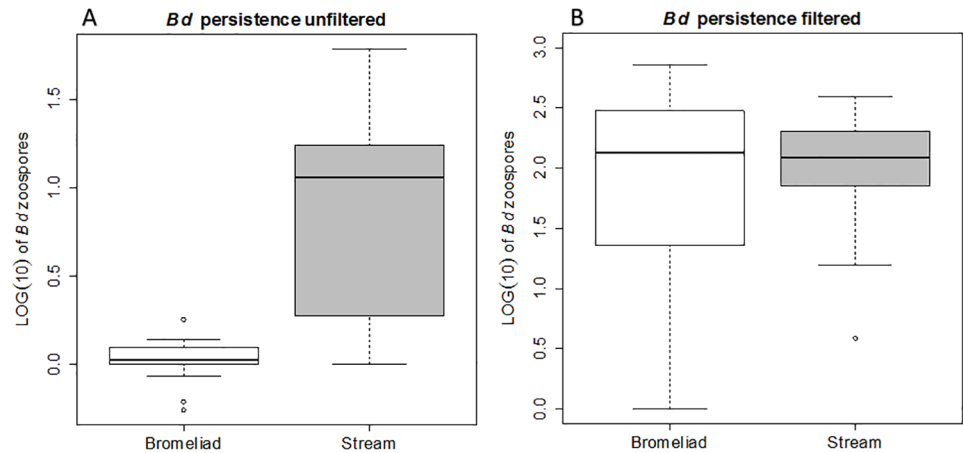 A
Bd persistence unfiltered
LOG(10) of Bd zoospores
1.5
1.0
0.5
0.0
Bromeliad
Stream
B
Bd persistence filtered
LOG(10) of Bd zoospores
3.0
2.5
2.0
1.5
1.0
0.5
0.0
Bromeliad
Stream